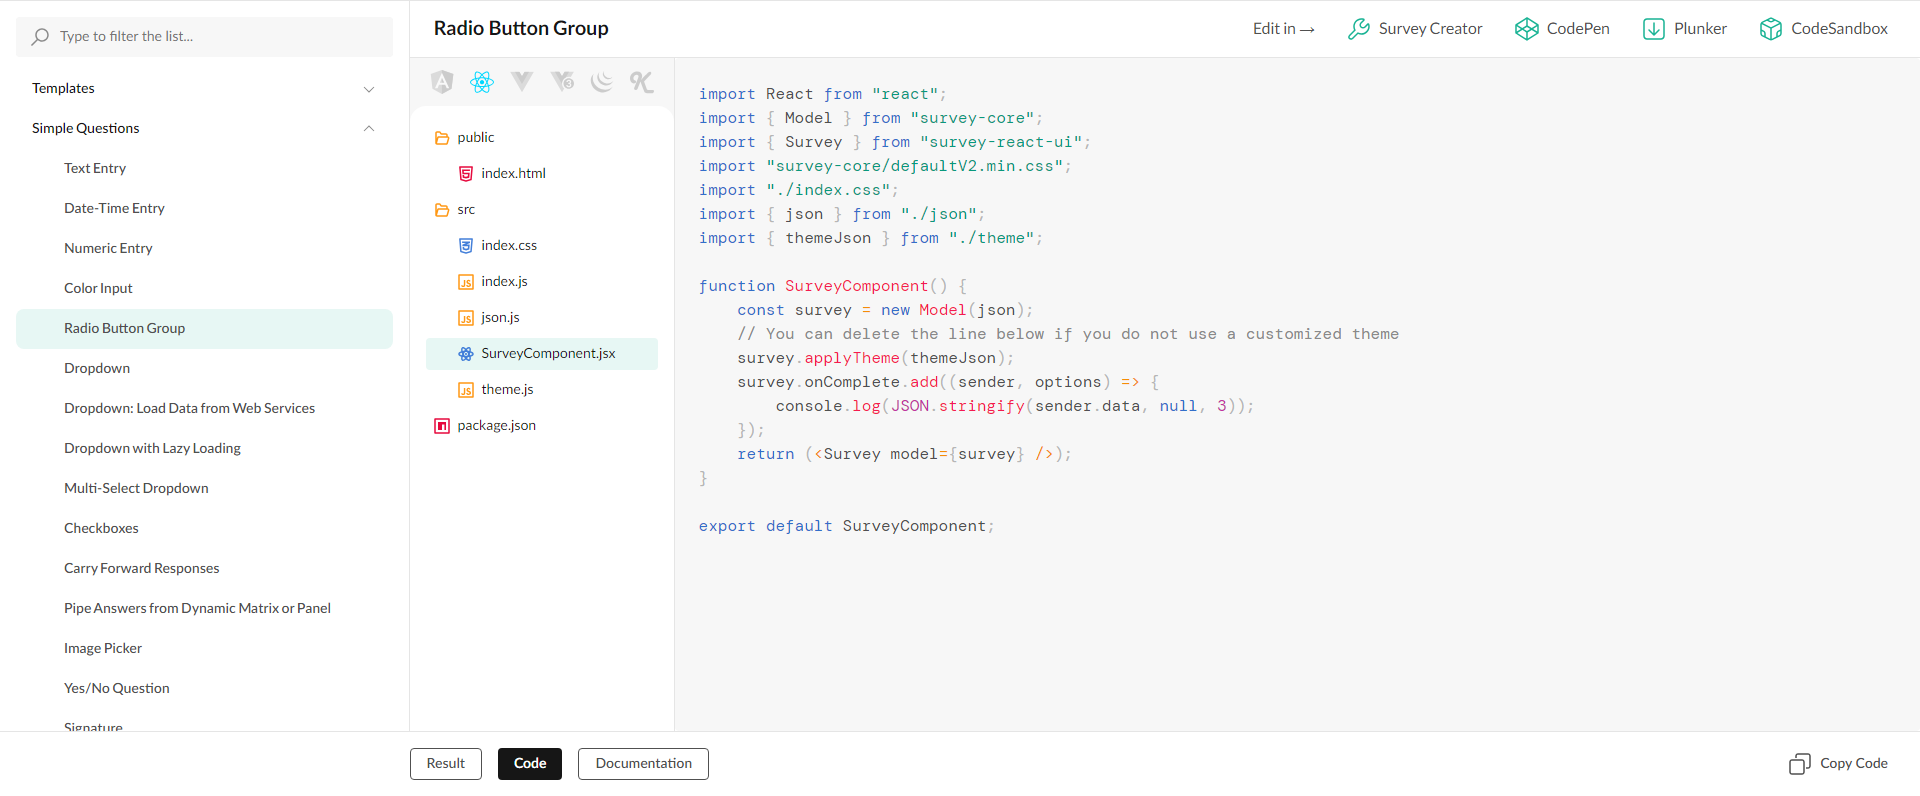 Type to filter the list...
Templates
Simple Questions
Text Entry
Date-Time Entry
Numeric Entry
Color Input
Radio Button Group
Dropdown
Dropdown: Load Data from Web Services
Dropdown with Lazy Loading
Multi-Select Dropdown
Checkboxes
Carry Forward Responses
Pipe Answers from Dynamic Matrix or Panel
Image Picker
Yes/No Question
Signature
Radio Button Group
Edit in →
Survey Creator
CodePen
Plunker
CodeSandbox
public
index.html
src
index.css
index.js
json.js
SurveyComponent.jsx
theme.js
package.json
import React from "react";
import { Model } from "survey-core";
import { Survey } from "survey-react-ui";
import "survey-core/defaultV2.min.css";
import "./index.css";
import { json } from "./json";
import { themeJson } from "./theme";
function SurveyComponent() {
const survey = new Model(json);
// You can delete the line below if you do not use a customized theme
survey.applyTheme(themeJson);
survey.onComplete.add((sender, options) => {
console.log(JSON.stringify(sender.data, null, 3));
});
return (<Survey model={survey} />);
}
export default SurveyComponent;
Result
Code
Documentation
Copy Code